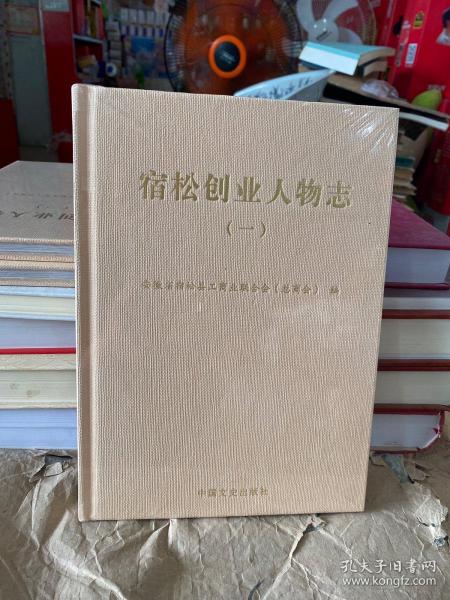 宿松创业人物志
（一）
安徽省宿松县工商业联合会（总商会） 编
中国文史出版社
孔夫子旧书网
www.kongfz.com